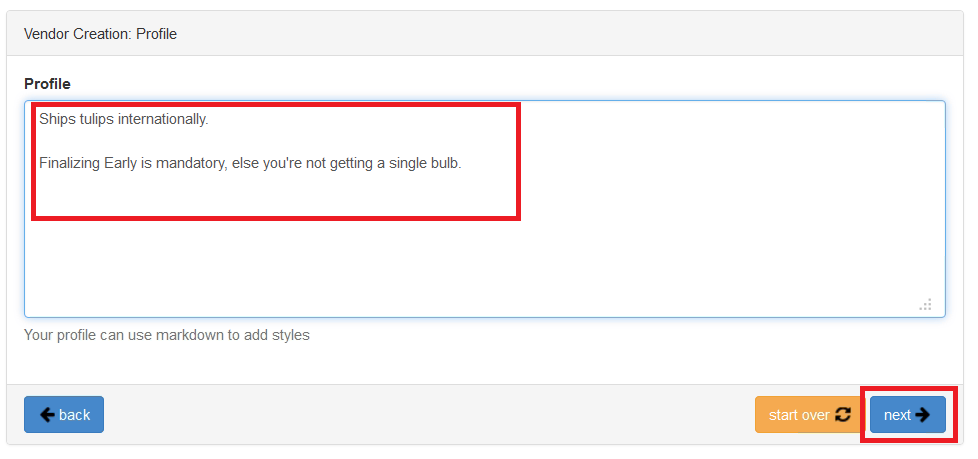 Vendor Creation: Profile
Profile
Ships tulips internationally.
Finalizing Early is mandatory, else you're not getting a single bulb.
Your profile can use markdown to add styles
back
start over
next